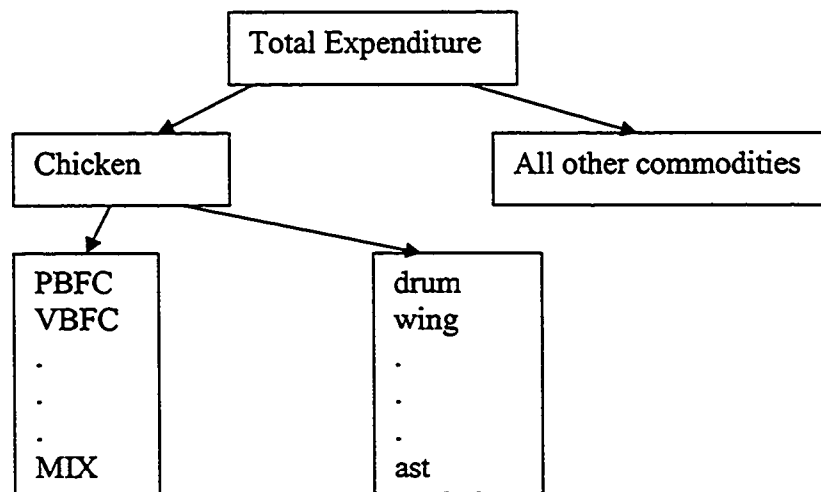 Total Expenditure
Chicken
All other commodities
PBFC
VBFC
.
.
.
MIX
drum
wing
.
.
.
ast